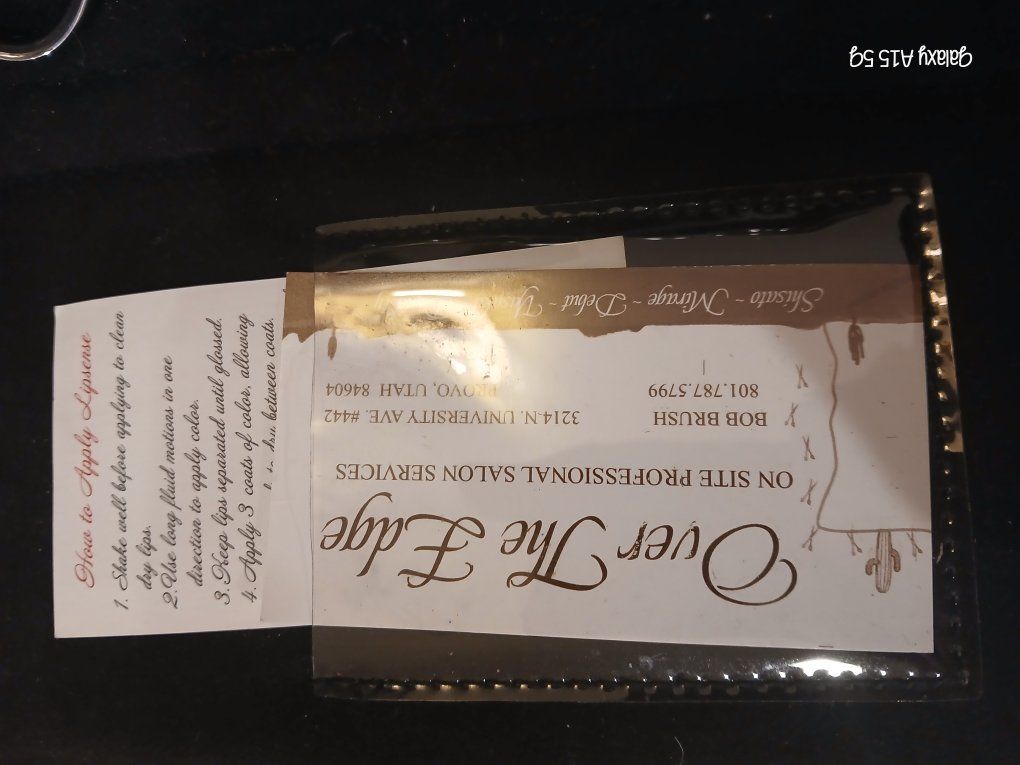 Over The Edge
ON SITE PROFESSIONAL SALON SERVICES
BOB BRUSH
801.787.5799
3214 N. UNIVERSITY AVE. #442
PROVO, UTAH 84604
Shisato ~ Mirage ~ Debut ~
How to Apply Lipsense
1. Shake well before applying to clean
dry lips.
2. Use long fluid motions in one
direction to apply color.
3. Keep lips separated until glossed.
4. Apply 3 coats of color, allowing
between coats.
Galaxy A15 5G